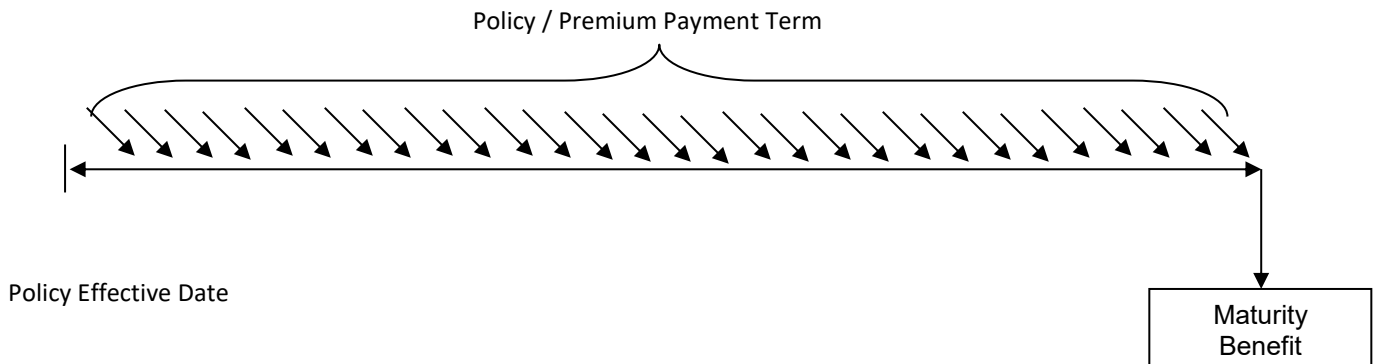 Policy / Premium Payment Term
Policy Effective Date
Maturity
Benefit